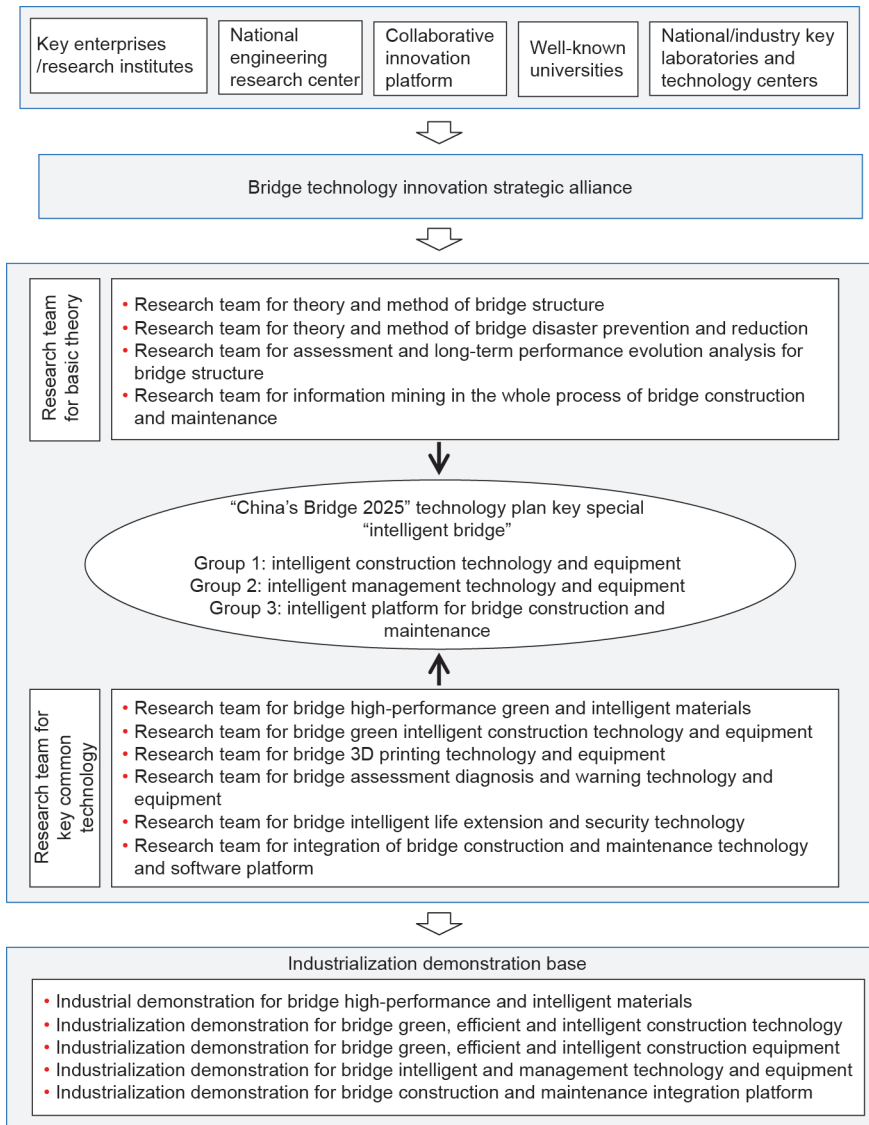 Key enterprises
/research institutes
National
engineering
research center
Collaborative
innovation
platform
Well-known
universities
National/industry key
laboratories and
technology centers
Bridge technology innovation strategic alliance
Research team
for basic theory
• Research team for theory and method of bridge structure
• Research team for theory and method of bridge disaster prevention and reduction
• Research team for assessment and long-term performance evolution analysis for
bridge structure
• Research team for information mining in the whole process of bridge construction
and maintenance
“China’s Bridge 2025” technology plan key special
“intelligent bridge”
Group 1: intelligent construction technology and equipment
Group 2: intelligent management technology and equipment
Group 3: intelligent platform for bridge construction and
maintenance
Research team for
key common
technology
• Research team for bridge high-performance green and intelligent materials
• Research team for bridge green intelligent construction technology and equipment
• Research team for bridge 3D printing technology and equipment
• Research team for bridge assessment diagnosis and warning technology and
equipment
• Research team for bridge intelligent life extension and security technology
• Research team for integration of bridge construction and maintenance technology
and software platform
Industrialization demonstration base
• Industrial demonstration for bridge high-performance and intelligent materials
• Industrialization demonstration for bridge green, efficient and intelligent construction technology
• Industrialization demonstration for bridge green, efficient and intelligent construction equipment
• Industrialization demonstration for bridge intelligent and management technology and equipment
• Industrialization demonstration for bridge construction and maintenance integration platform